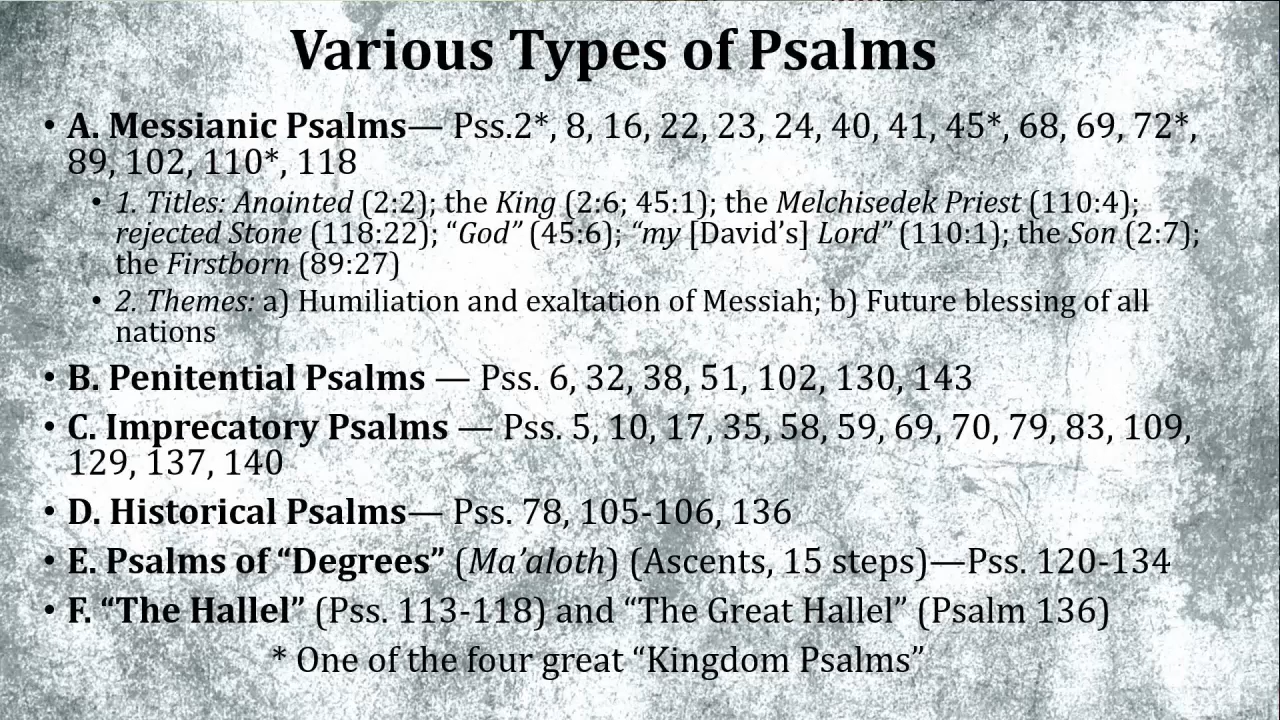 Various Types of Psalms
• A. Messianic Psalms— Pss.2*, 8, 16, 22, 23, 24, 40, 41, 45*, 68, 69, 72*,
89, 102, 110*, 118
• 1. Titles: Anointed (2:2); the King (2:6; 45:1); the Melchisedek Priest (110:4);
rejected Stone (118:22); “God” (45:6); “my [David’s] Lord” (110:1); the Son (2:7);
the Firstborn (89:27)
• 2. Themes: a) Humiliation and exaltation of Messiah; b) Future blessing of all
nations
• B. Penitential Psalms — Pss. 6, 32, 38, 51, 102, 130, 143
• C. Imprecatory Psalms — Pss. 5, 10, 17, 35, 58, 59, 69, 70, 79, 83, 109,
129, 137, 140
• D. Historical Psalms— Pss. 78, 105-106, 136
• E. Psalms of “Degrees” (Ma’aloth) (Ascents, 15 steps)—Pss. 120-134
• F. “The Hallel” (Pss. 113-118) and “The Great Hallel” (Psalm 136)
* One of the four great “Kingdom Psalms”